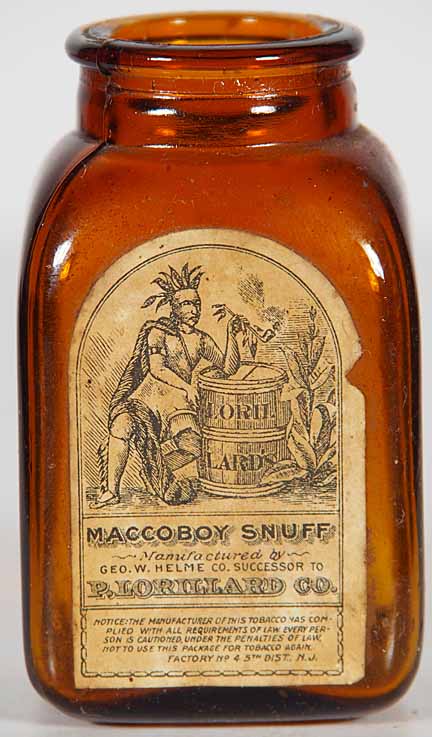 LORIL
LARD'S
MACCOBOY SNUFF
Manufactured by
GEO. W. HELME CO. SUCCESSOR TO
P. LORILLARD CO.
NOTICE: THE MANUFACTURER OF THIS TOBACCO HAS COM-
PLIED WITH ALL REQUIREMENTS OF LAW. EVERY PER-
SON IS CAUTIONED, UNDER THE PENALTIES OF LAW,
NOT TO USE THIS PACKAGE FOR TOBACCO AGAIN.
FACTORY Nº 4 5TH DIST. N. J.